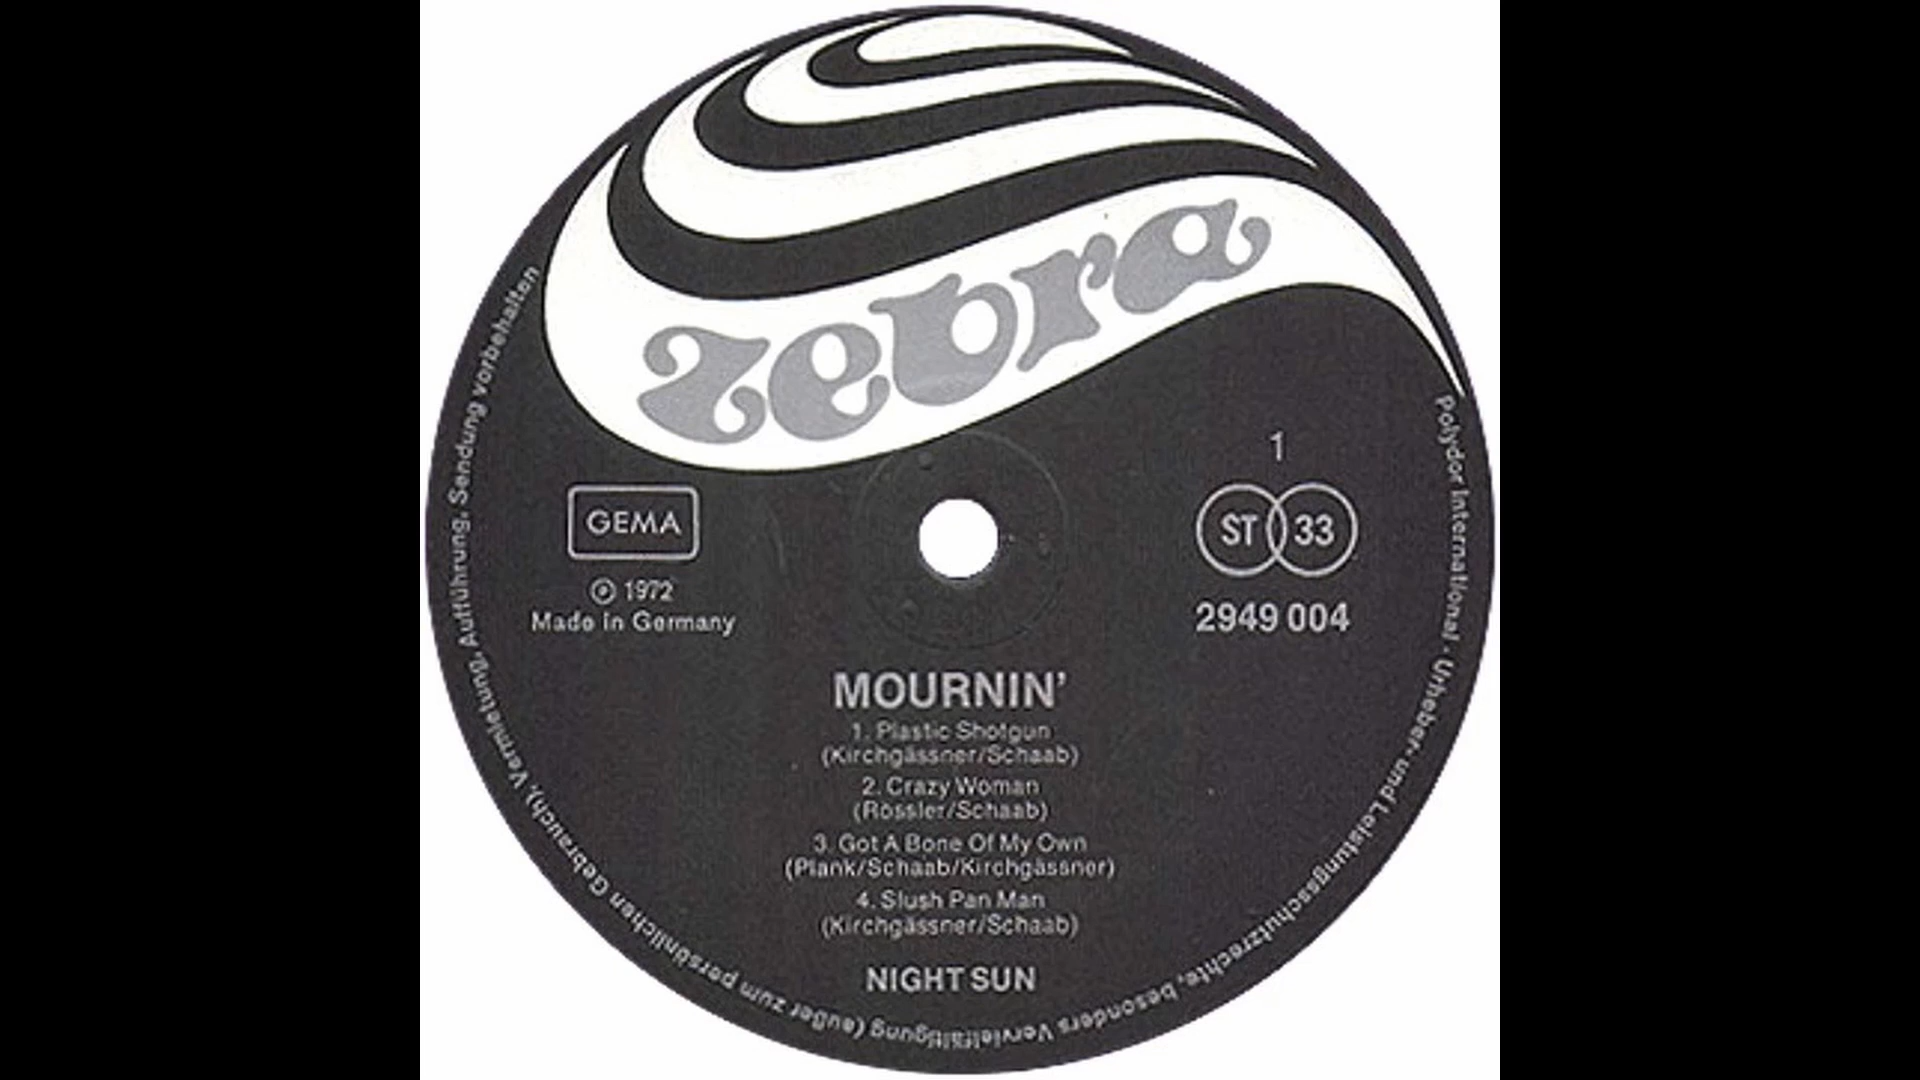 zebra
1
GEMA
ST 33
℗ 1972
Made in Germany
2949 004
MOURNIN'
1. Plastic Shotgun
(Kirchgässner/Schaab)
2. Crazy Woman
(Rössler/Schaab)
3. Got A Bone Of My Own
(Plank/Schaab/Kirchgässner)
4. Slush Pan Man
(Kirchgässner/Schaab)
NIGHT SUN
Polydor International · Urheber- und Leistungsschutzrechte, besonders Vervielfältigung (außer zum persönlichen Gebrauch), Vermietung, Aufführung, Sendung vorbehalten